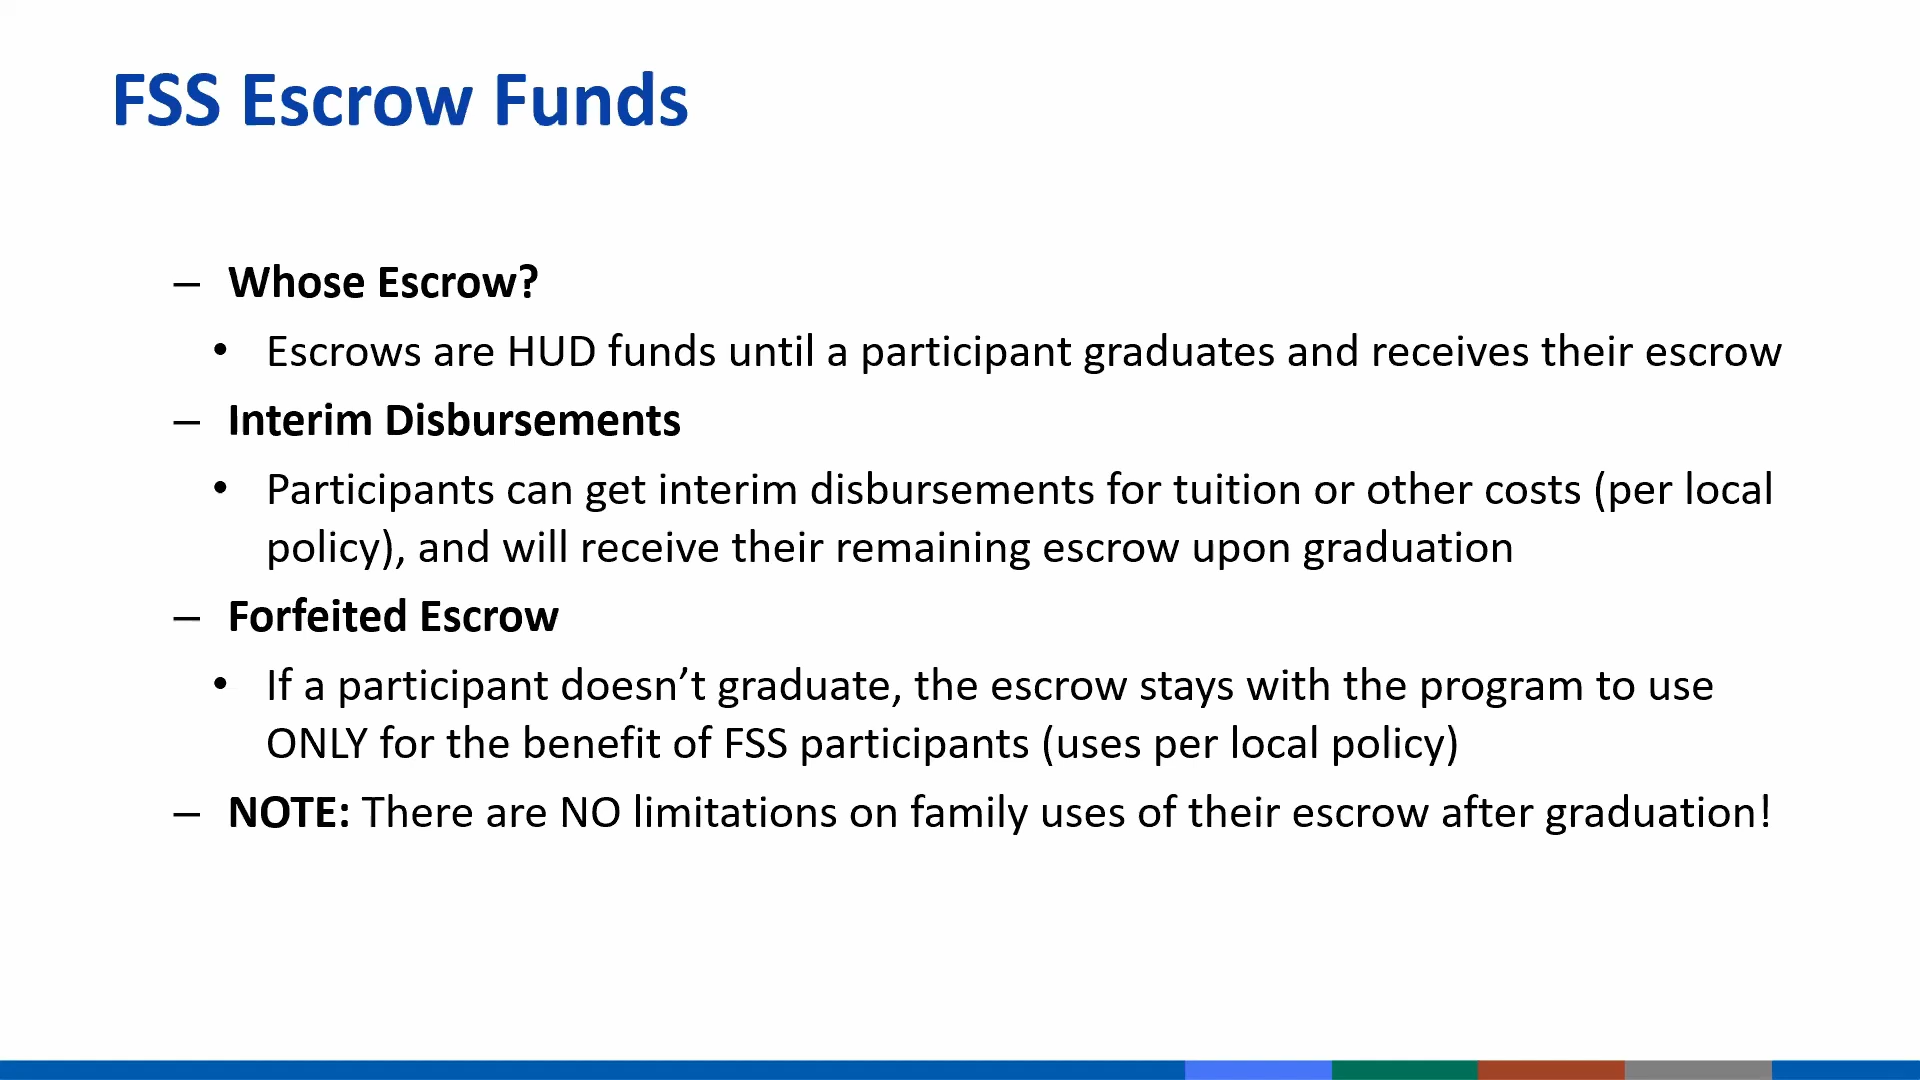 FSS Escrow Funds
– Whose Escrow?
• Escrows are HUD funds until a participant graduates and receives their escrow
– Interim Disbursements
• Participants can get interim disbursements for tuition or other costs (per local
policy), and will receive their remaining escrow upon graduation
– Forfeited Escrow
• If a participant doesn’t graduate, the escrow stays with the program to use
ONLY for the benefit of FSS participants (uses per local policy)
– NOTE: There are NO limitations on family uses of their escrow after graduation!